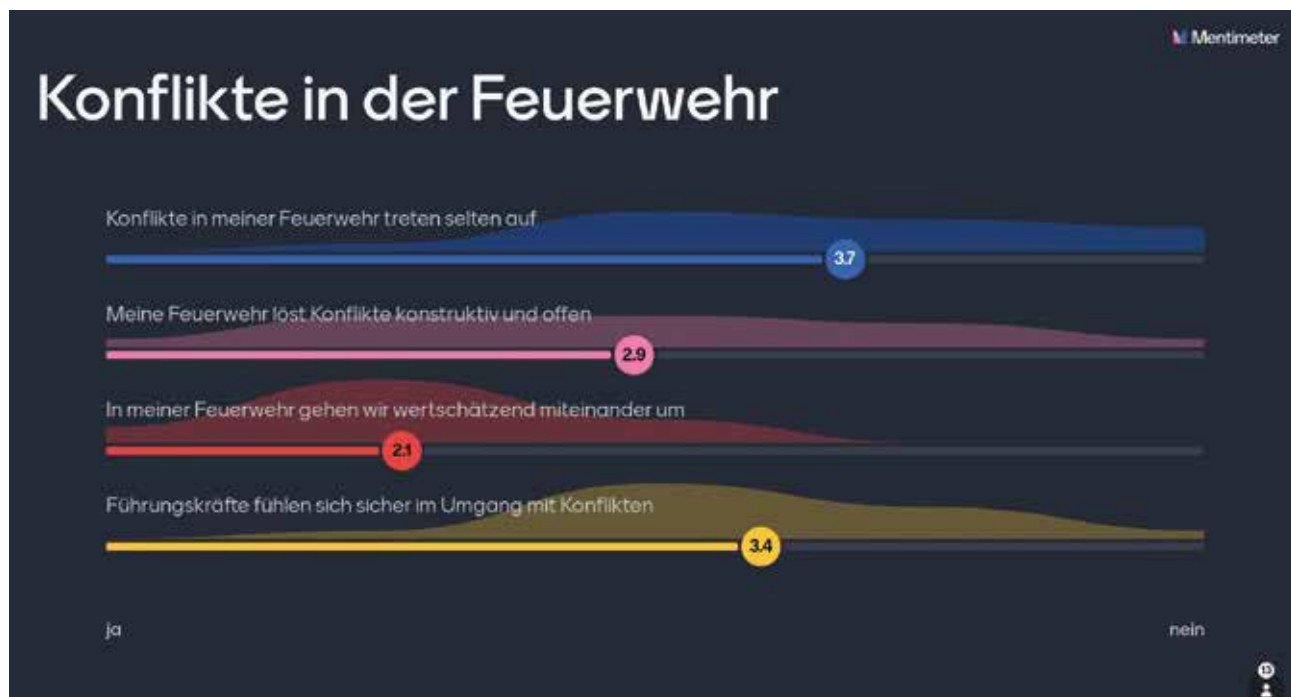 Mentimeter
Konflikte in der Feuerwehr
Konflikte in meiner Feuerwehr treten selten auf
3.7
Meine Feuerwehr löst Konflikte konstruktiv und offen
2.9
In meiner Feuerwehr gehen wir wertschätzend miteinander um
2.1
Führungskräfte fühlen sich sicher im Umgang mit Konflikten
3.4
ja
nein
13